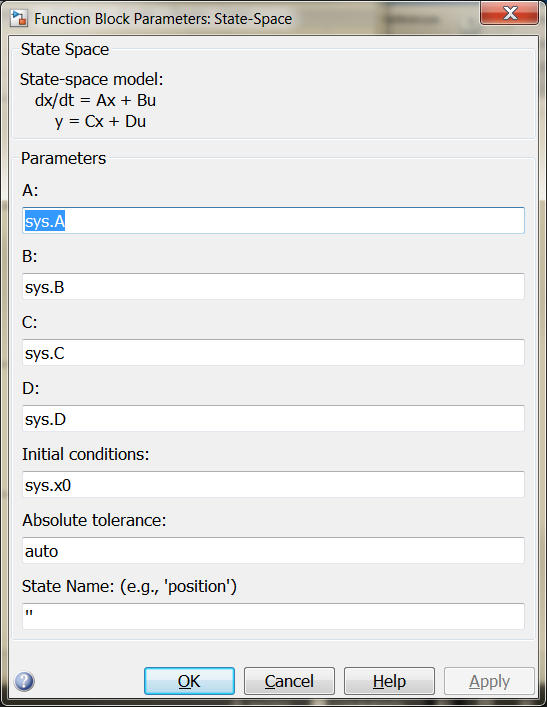 Function Block Parameters: State-Space
State Space
State-space model:
dx/dt = Ax + Bu
y = Cx + Du
Parameters
A:
sys.A
B:
sys.B
C:
sys.C
D:
sys.D
Initial conditions:
sys.x0
Absolute tolerance:
auto
State Name: (e.g., 'position')
''
OK Cancel Help Apply